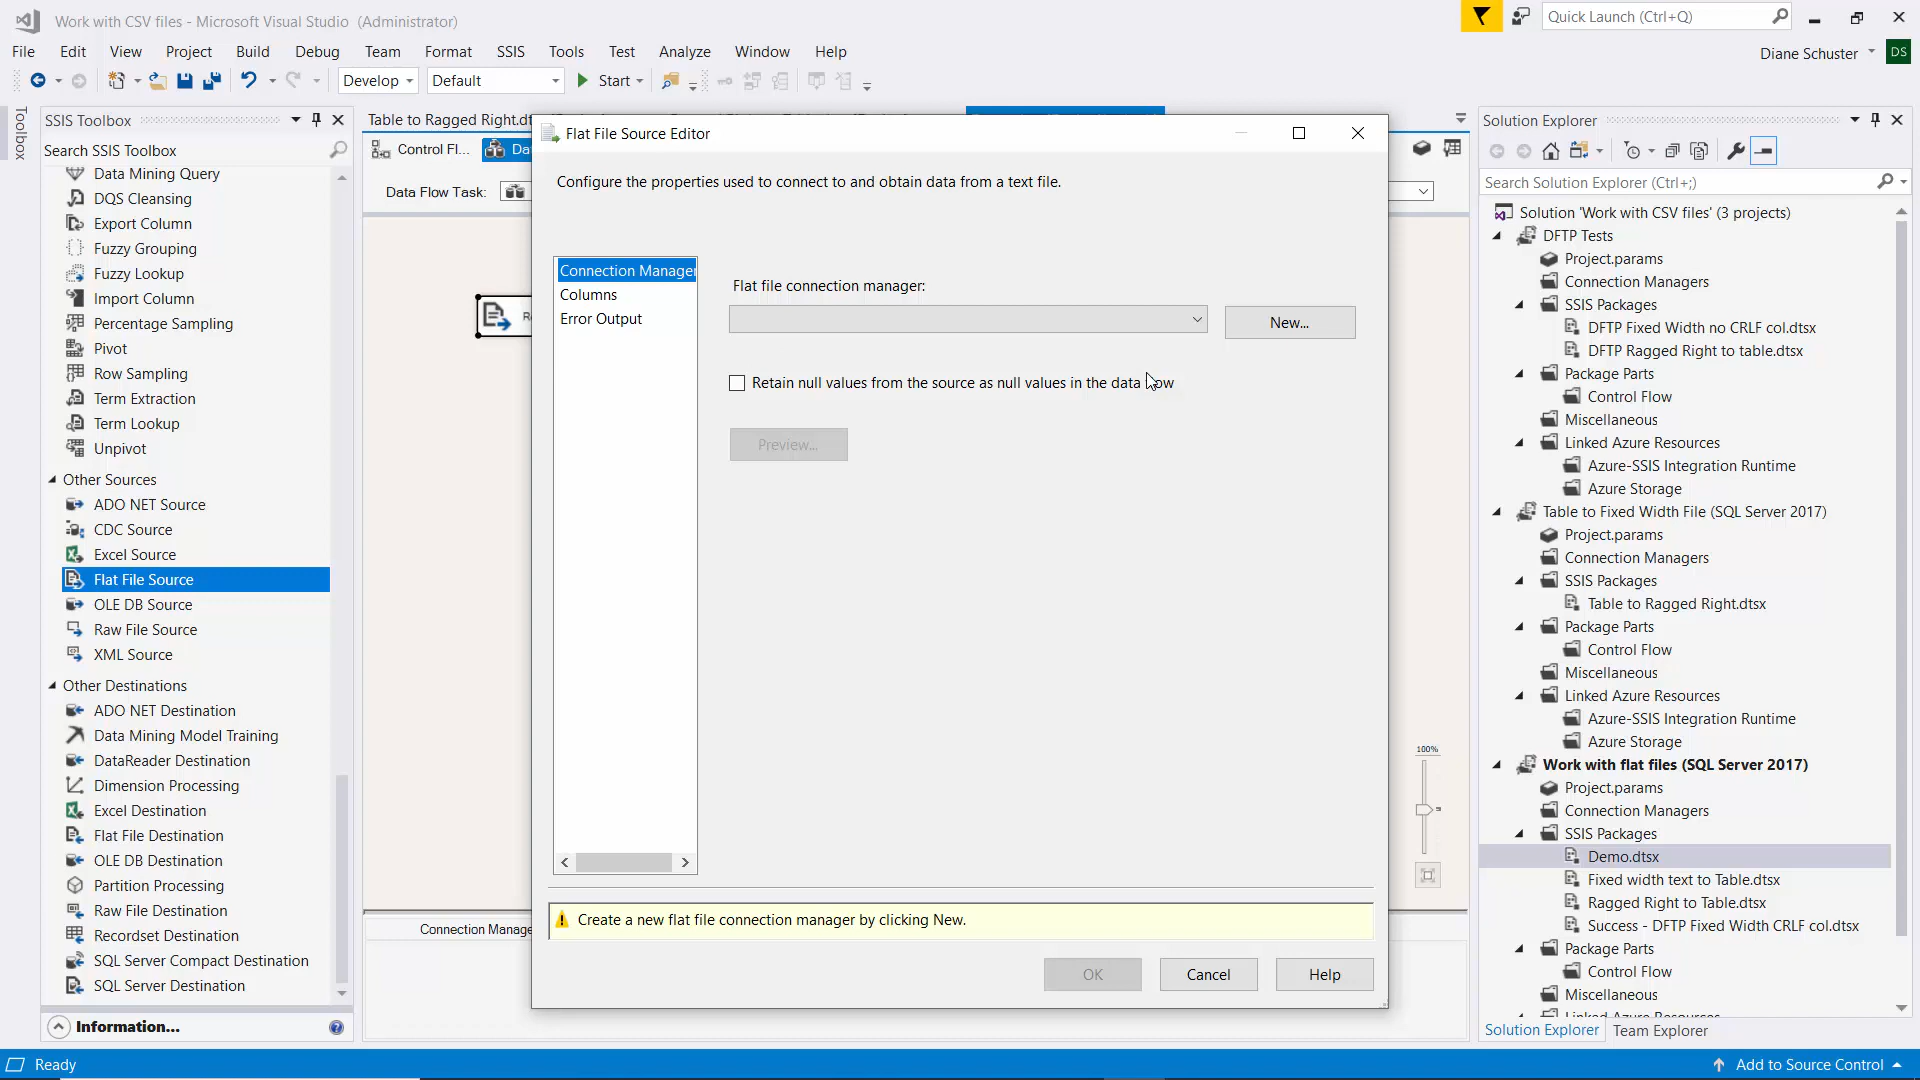 Work with CSV files - Microsoft Visual Studio (Administrator)
Quick Launch (Ctrl+Q)
File Edit View Project Build Debug Team Format SSIS Tools Test Analyze Window Help
Diane Schuster
DS
Develop
Default
Start
Toolbox
SSIS Toolbox
Search SSIS Toolbox
Data Mining Query
DQS Cleansing
Export Column
Fuzzy Grouping
Fuzzy Lookup
Import Column
Percentage Sampling
Pivot
Row Sampling
Term Extraction
Term Lookup
Unpivot
Other Sources
ADO NET Source
CDC Source
Excel Source
Flat File Source
OLE DB Source
Raw File Source
XML Source
Other Destinations
ADO NET Destination
Data Mining Model Training
DataReader Destination
Dimension Processing
Excel Destination
Flat File Destination
OLE DB Destination
Partition Processing
Raw File Destination
Recordset Destination
SQL Server Compact Destination
SQL Server Destination
Information...
Table to Ragged Right.dt
Control Fl...
Da
Data Flow Task:
100%
Connection Manage
Flat File Source Editor
Configure the properties used to connect to and obtain data from a text file.
Connection Manager
Columns
Error Output
Flat file connection manager:
New...
Retain null values from the source as null values in the data flow
Preview...
Create a new flat file connection manager by clicking New.
OK
Cancel
Help
Solution Explorer
Search Solution Explorer (Ctrl+;)
Solution 'Work with CSV files' (3 projects)
DFTP Tests
Project.params
Connection Managers
SSIS Packages
DFTP Fixed Width no CRLF col.dtsx
DFTP Ragged Right to table.dtsx
Package Parts
Control Flow
Miscellaneous
Linked Azure Resources
Azure-SSIS Integration Runtime
Azure Storage
Table to Fixed Width File (SQL Server 2017)
Project.params
Connection Managers
SSIS Packages
Table to Ragged Right.dtsx
Package Parts
Control Flow
Miscellaneous
Linked Azure Resources
Azure-SSIS Integration Runtime
Azure Storage
Work with flat files (SQL Server 2017)
Project.params
Connection Managers
SSIS Packages
Demo.dtsx
Fixed width text to Table.dtsx
Ragged Right to Table.dtsx
Success - DFTP Fixed Width CRLF col.dtsx
Package Parts
Control Flow
Miscellaneous
Linked Azure Resources
Solution Explorer
Team Explorer
Ready
Add to Source Control